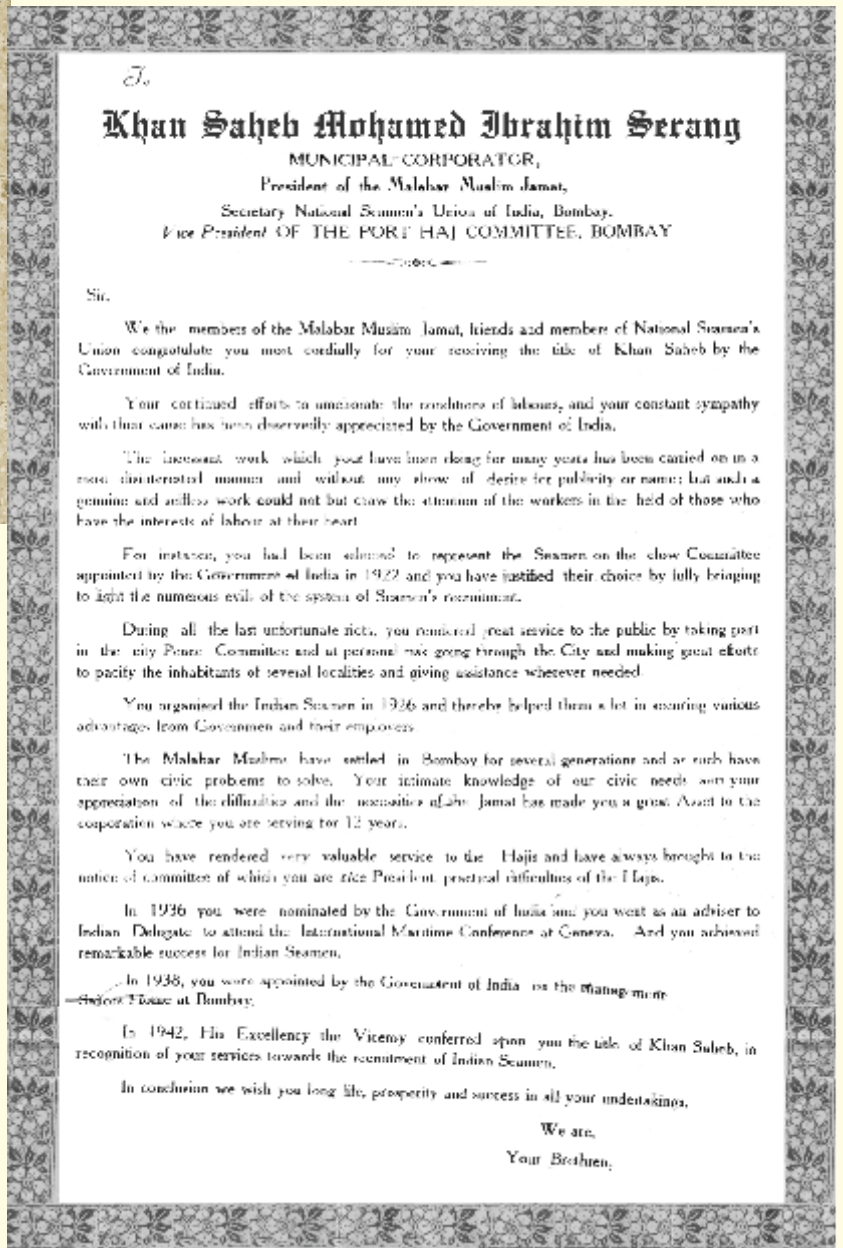 To
Khan Saheb Mohamed Ibrahim Serang
MUNICIPAL CORPORATOR,
President of the Malabar Muslim Jamat,
Secretary National Seamen's Union of India, Bombay.
Vice President OF THE PORT HAJ COMMITTEE, BOMBAY
Sir,
We the members of the Malabar Muslim Jamat, friends and members of National Seamen's
Union congratulate you most cordially for your receiving the title of Khan Saheb by the
Government of India.
Your continued efforts to ameliorate the conditions of labours, and your constant sympathy
with their cause has been deservedly appreciated by the Government of India.
The incessant work which your have been doing for many years has been carried on in a
most disinterested manner and without any show of desire for publicity or name; but such a
genuine and selfless work could not but draw the attention of the workers in the field of those who
have the interests of labour at their heart
For instance, you had been selected to represent the Seamen on the clow Committee
appointed by the Government of India in 1922 and you have justified their choice by fully bringing
to light the numerous evils of the system of Seamen's recruitment.
During all the last unfortunate riots, you rendered great service to the public by taking part
in the city Peace Committee and at personal risk going through the City and making great efforts
to pacify the inhabitants of several localities and giving assistance wherever needed.
You organised the Indian Seamen in 1926 and thereby helped them a lot in securing various
advantages from Governmen and their employers.
The Malabar Muslims have settled in Bombay for several generations and as such have
their own civic problems to solve. Your intimate knowledge of our civic needs and your
appreciation of the difficulties and the necessities of the Jamat has made you a great Asset to the
corporation where you are serving for 13 years.
You have rendered very valuable service to the Hajis and have always brought to the
notice of committee of which you are vice President, practical difficulties of the Hajis.
In 1936 you were nominated by the Government of India and you went as an adviser to
Indian Delegate to attend the International Maritime Conference at Geneva. And you achieved
remarkable success for Indian Seamen.
In 1938, you were appointed by the Government of India on the management
Sailors Home at Bombay.
In 1942, His Excellency the Viceroy conferred upon you the title of Khan Saheb, in
recognition of your services towards the recruitment of Indian Seamen.
In conclusion we wish you long life, prosperity and success in all your undertakings.
We are,
Your Brethren,